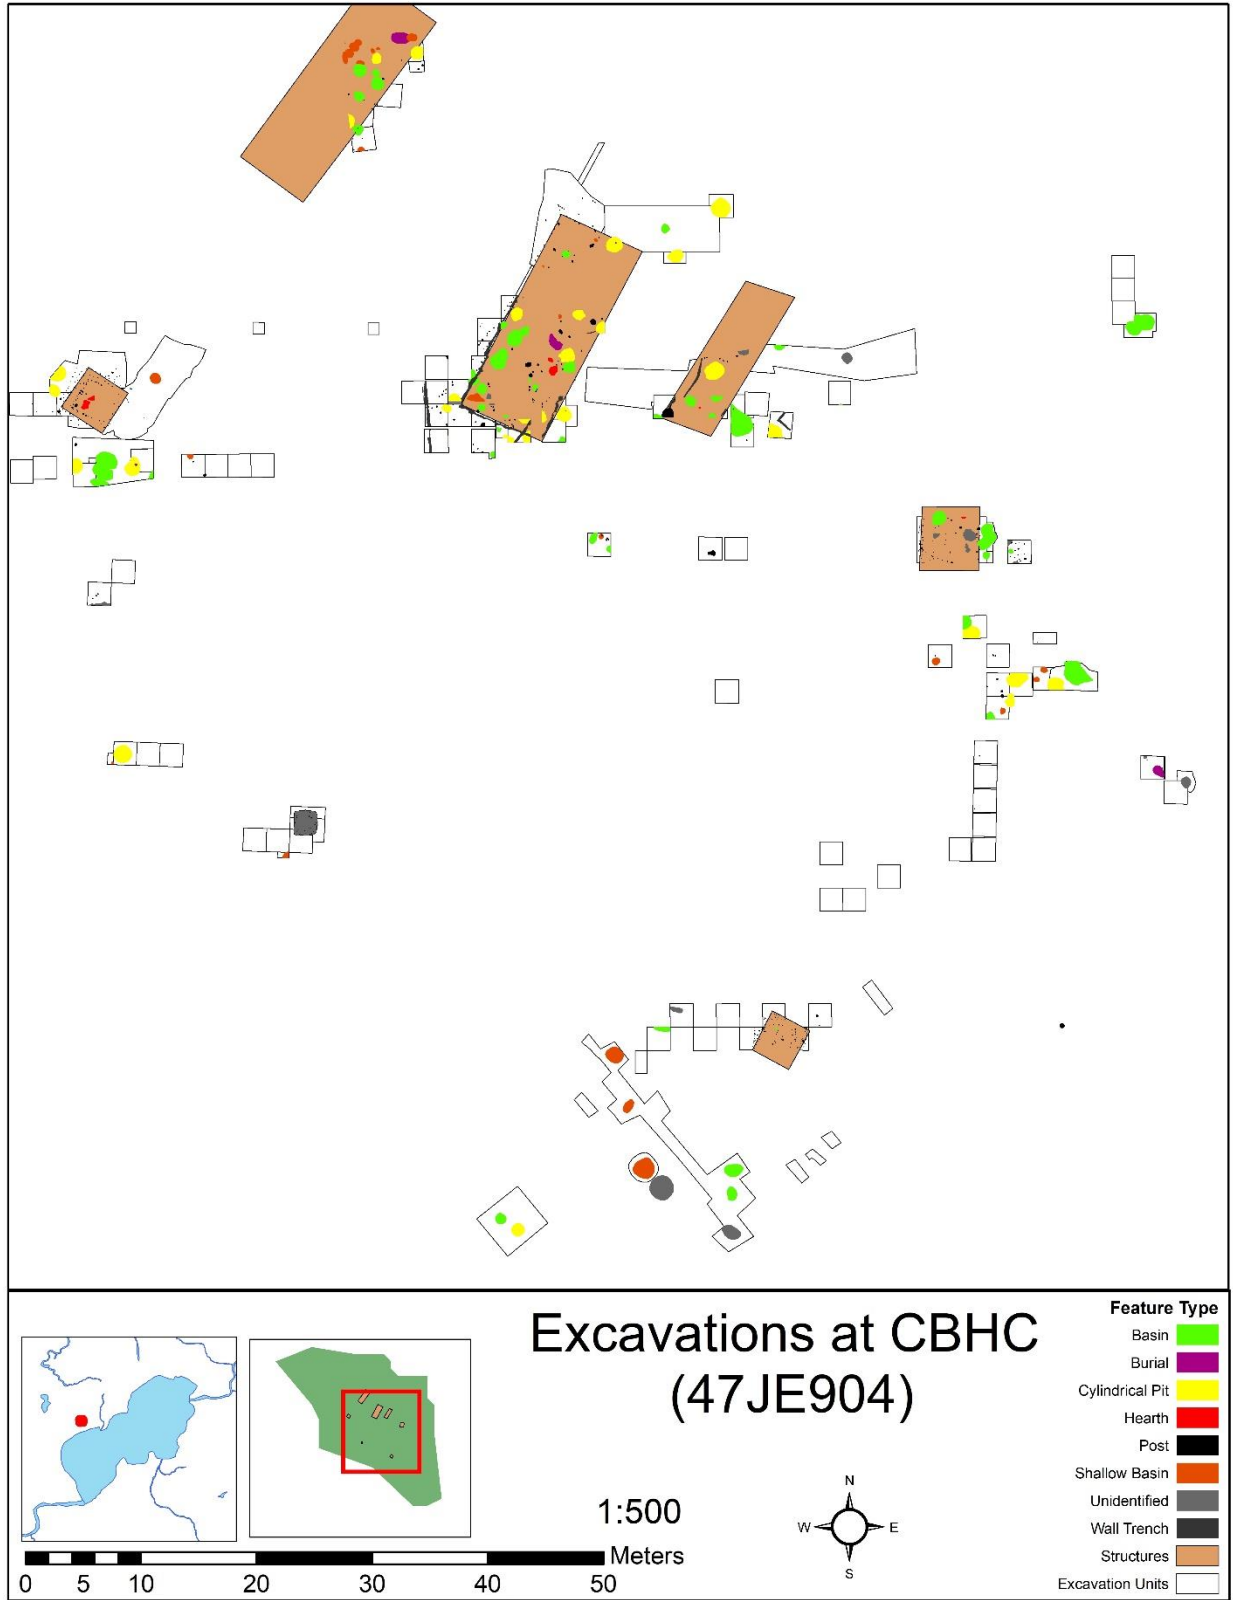 Excavations at CBHC
(47JE904)
1:500
Meters
0 5 10 20 30 40 50
N
W E
S
Feature Type
Basin
Burial
Cylindrical Pit
Hearth
Post
Shallow Basin
Unidentified
Wall Trench
Structures
Excavation Units